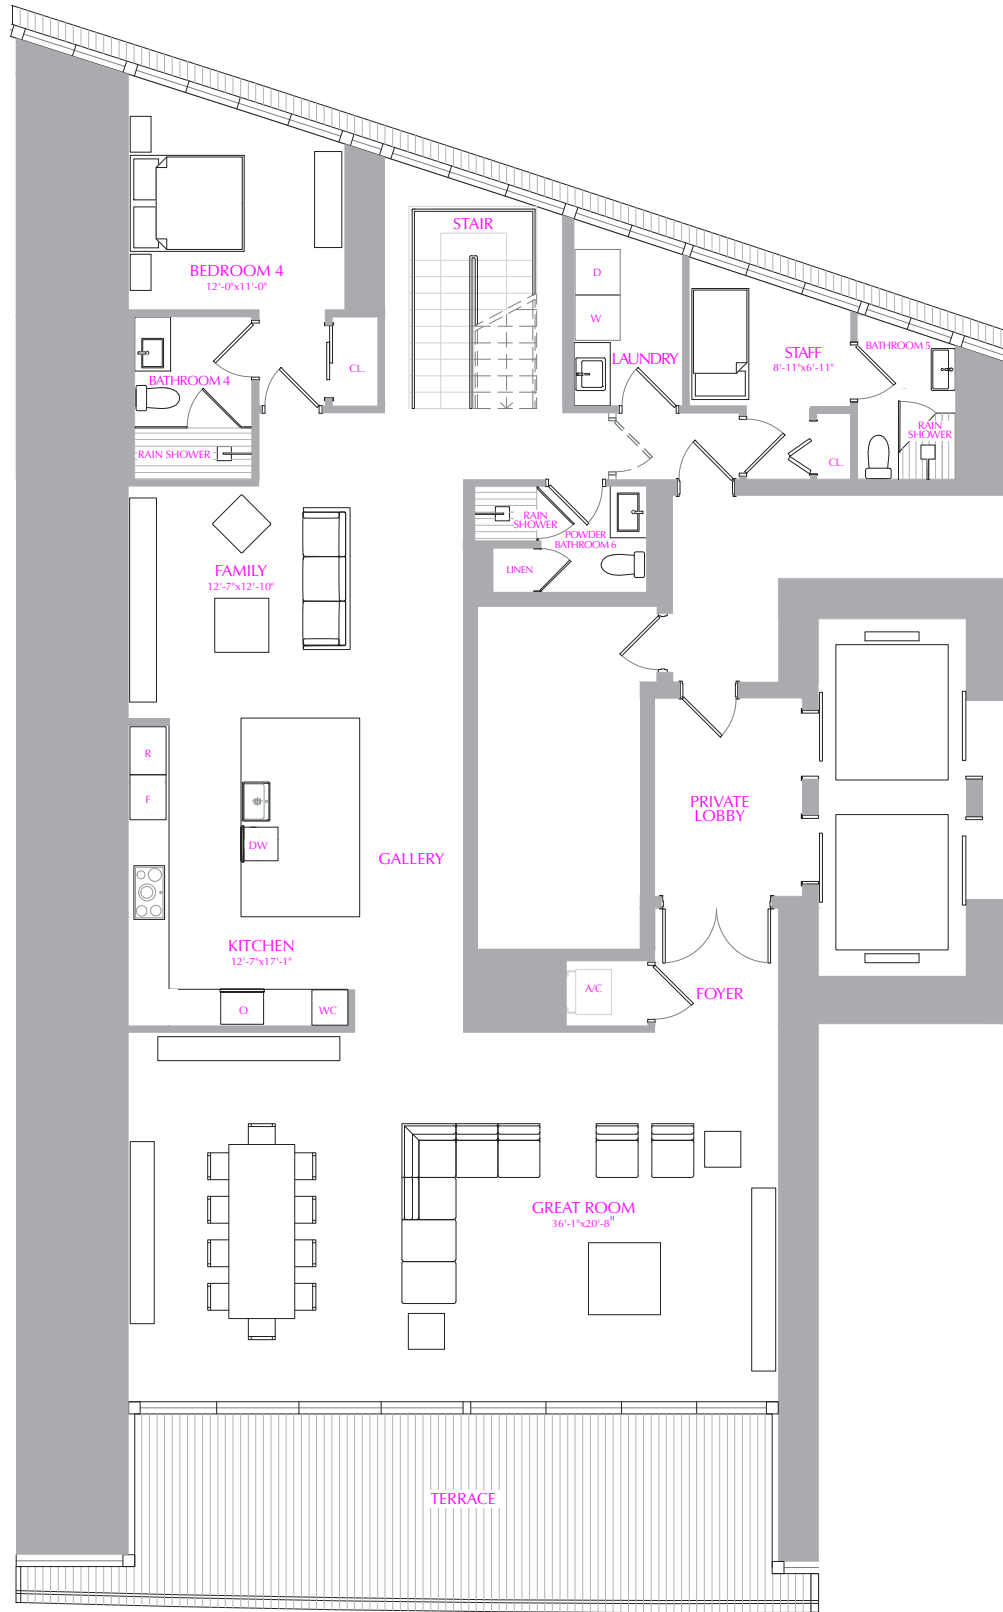 STAIR
BEDROOM 4
12'-0"x11'-0"
D
W
LAUNDRY
STAFF
8'-11"x6'-11"
BATHROOM 5
CL.
BATHROOM 4
RAIN SHOWER
RAIN
SHOWER
CL.
RAIN
SHOWER
POWDER
BATHROOM 6
LINEN
FAMILY
12'-7"x12'-10"
R
F
DW
PRIVATE
LOBBY
GALLERY
KITCHEN
12'-7"x17'-1"
A/C
FOYER
O
WC
GREAT ROOM
36'-1"x20'-8"
TERRACE